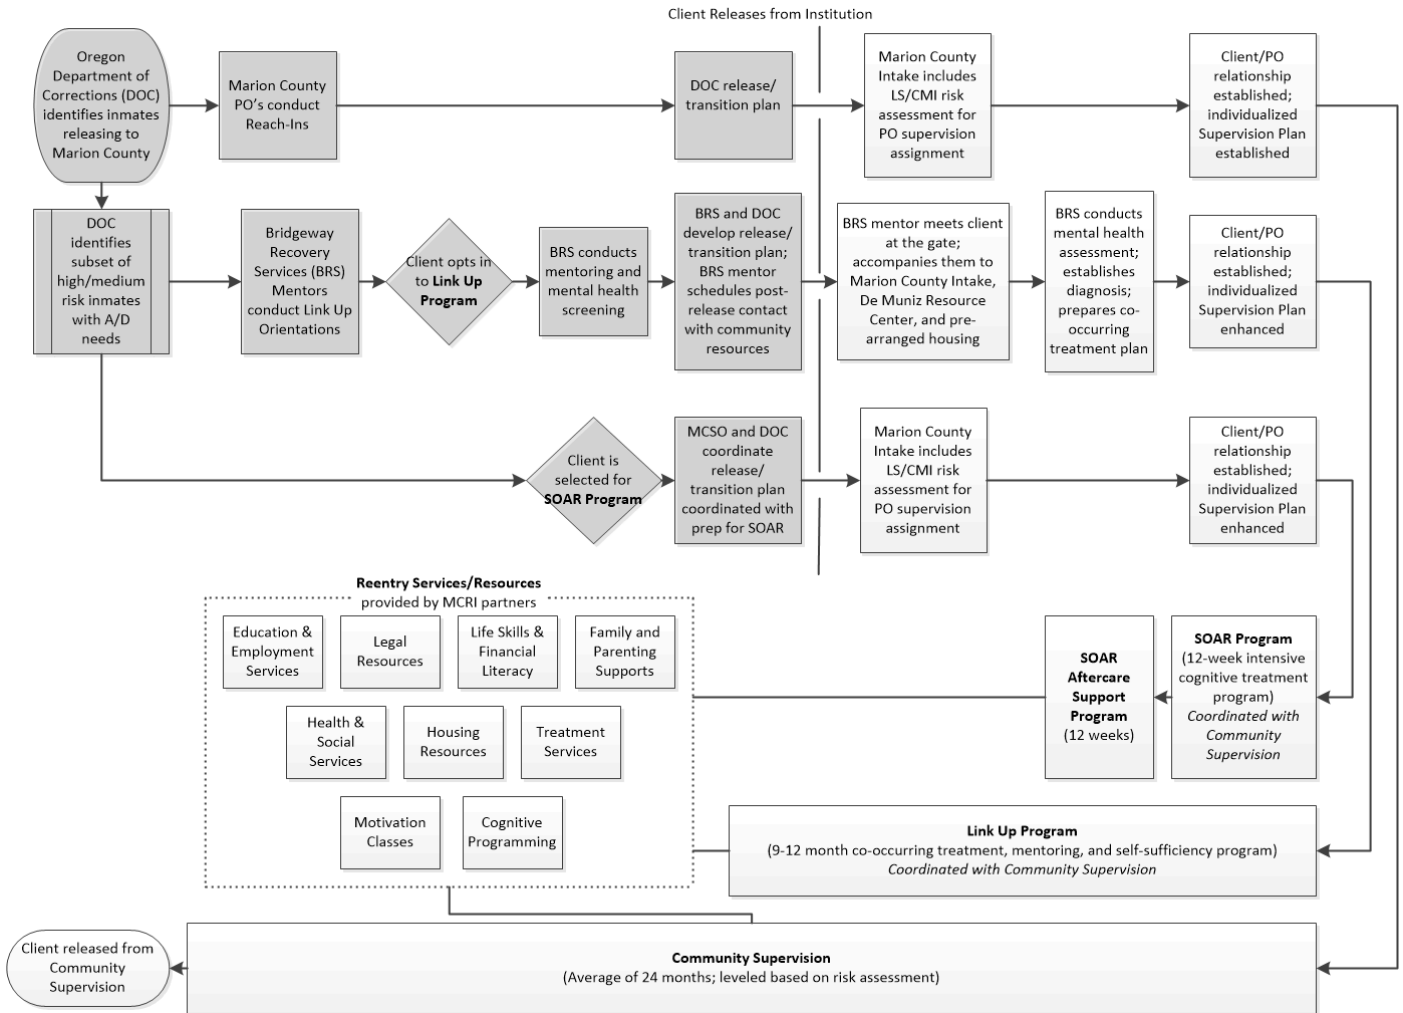 Client Releases from Institution
Oregon
Department of
Corrections (DOC)
identifies inmates
releasing to
Marion County
Marion County
PO's conduct
Reach-Ins
DOC release/
transition plan
Marion County
Intake includes
LS/CMI risk
assessment for
PO supervision
assignment
Client/PO
relationship
established;
individualized
Supervision Plan
established
DOC
identifies
subset of
high/medium
risk inmates
with A/D
needs
Bridgeway
Recovery
Services (BRS)
Mentors
conduct Link Up
Orientations
Client opts in
to Link Up
Program
BRS conducts
mentoring and
mental health
screening
BRS and DOC
develop release/
transition plan;
BRS mentor
schedules post-
release contact
with community
resources
BRS mentor meets client
at the gate;
accompanies them to
Marion County Intake,
De Muniz Resource
Center, and pre-
arranged housing
BRS conducts
mental health
assessment;
establishes
diagnosis;
prepares co-
occurring
treatment plan
Client/PO
relationship
established;
individualized
Supervision Plan
enhanced
Client is
selected for
SOAR Program
MCSO and DOC
coordinate
release/
transition plan
coordinated with
prep for SOAR
Marion County
Intake includes
LS/CMI risk
assessment for
PO supervision
assignment
Client/PO
relationship
established;
individualized
Supervision Plan
enhanced
Reentry Services/Resources
provided by MCRI partners
Education &
Employment
Services
Legal
Resources
Life Skills &
Financial
Literacy
Family and
Parenting
Supports
Health &
Social
Services
Housing
Resources
Treatment
Services
Motivation
Classes
Cognitive
Programming
SOAR
Aftercare
Support
Program
(12 weeks)
SOAR Program
(12-week intensive
cognitive treatment
program)
Coordinated with
Community
Supervision
Link Up Program
(9-12 month co-occurring treatment, mentoring, and self-sufficiency program)
Coordinated with Community Supervision
Client released from
Community
Supervision
Community Supervision
(Average of 24 months; leveled based on risk assessment)